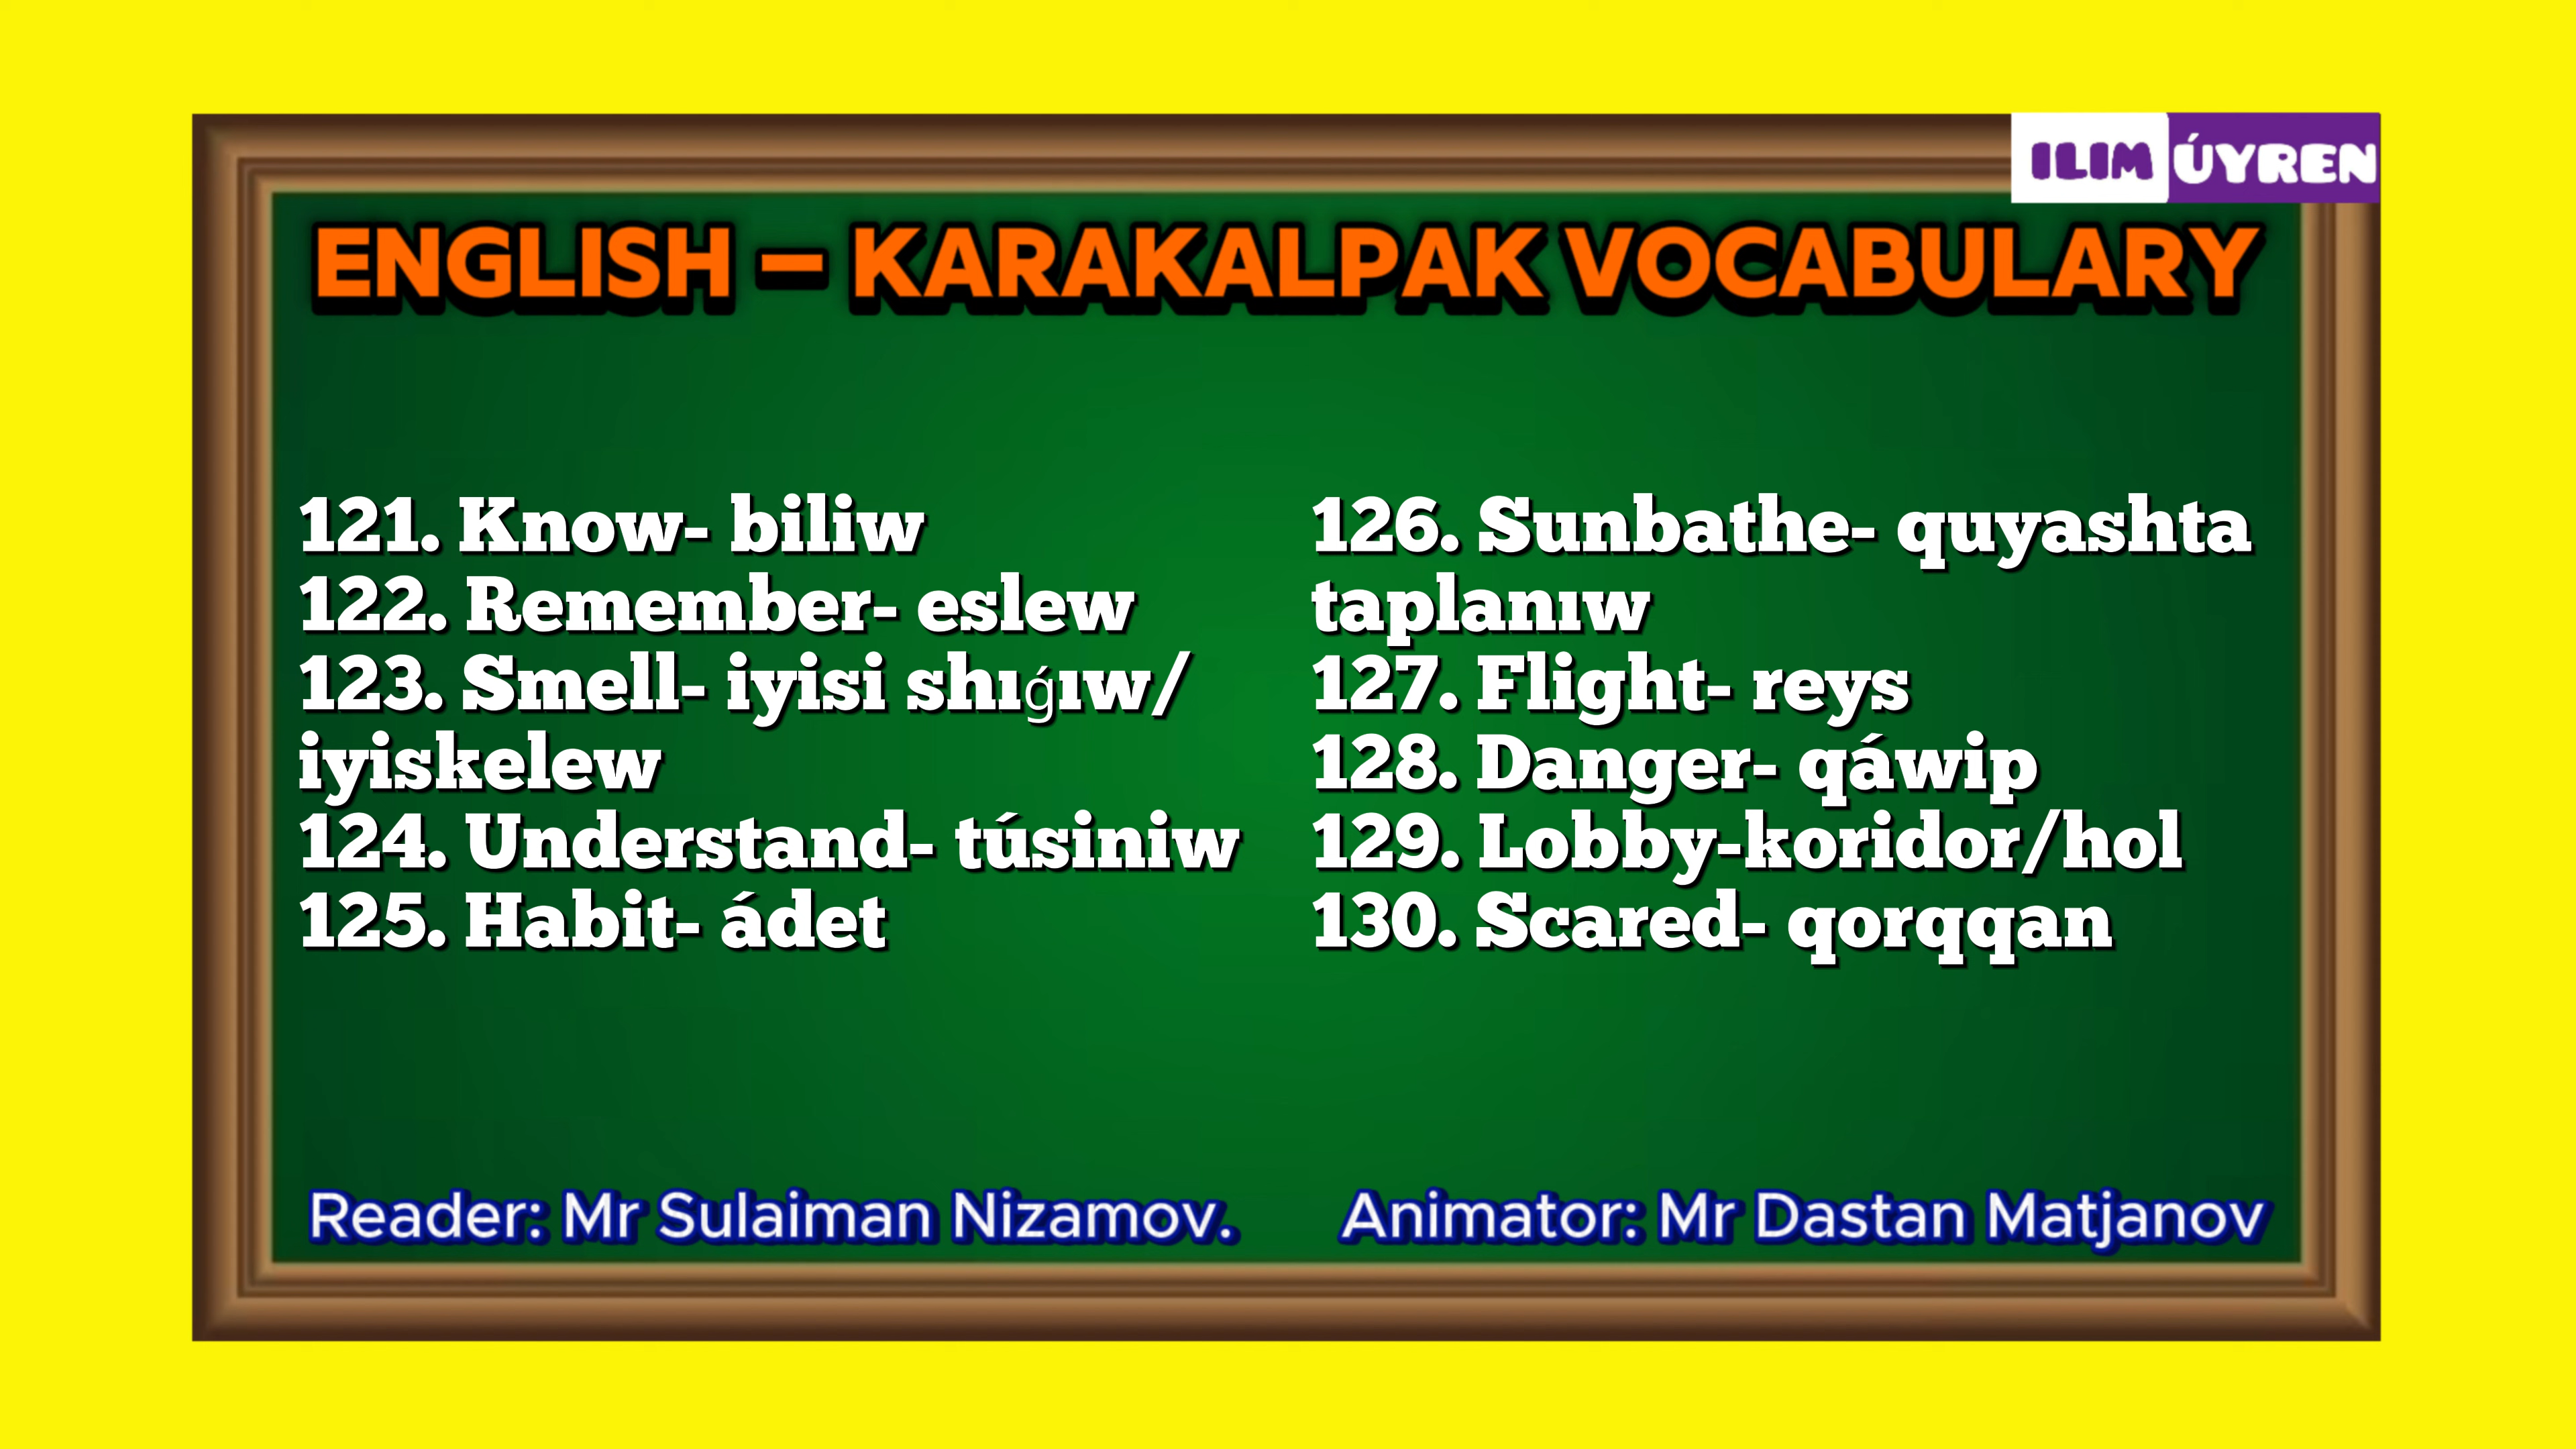 ILIM ÚYREN
ENGLISH – KARAKALPAK VOCABULARY
121. Know- biliw
122. Remember- eslew
123. Smell- iyisi shıǵıw/
iyiskelew
124. Understand- túsiniw
125. Habit- ádet
126. Sunbathe- quyashta
taplanıw
127. Flight- reys
128. Danger- qáwip
129. Lobby-koridor/hol
130. Scared- qorqqan
Reader: Mr Sulaiman Nizamov.
Animator: Mr Dastan Matjanov